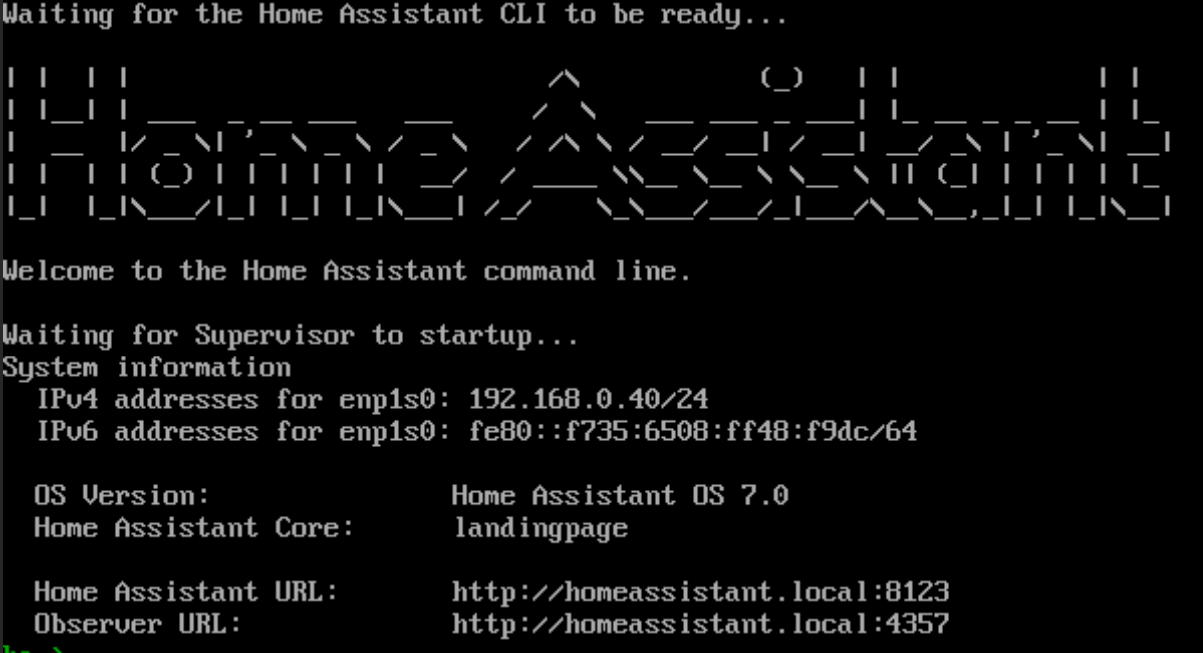 Waiting for the Home Assistant CLI to be ready...
Home Assistant
Welcome to the Home Assistant command line.
Waiting for Supervisor to startup...
System information
IPv4 addresses for enp1s0: 192.168.0.40/24
IPv6 addresses for enp1s0: fe80::f735:6508:ff48:f9dc/64
OS Version: Home Assistant OS 7.0
Home Assistant Core: landingpage
Home Assistant URL: http://homeassistant.local:8123
Observer URL: http://homeassistant.local:4357